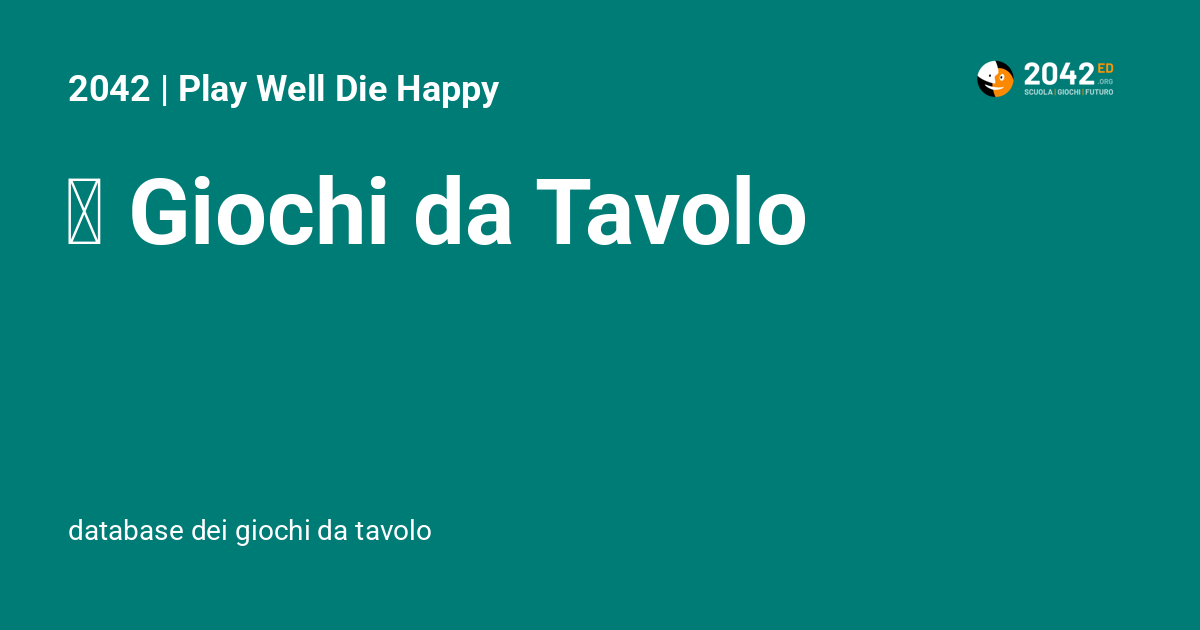 2042 | Play Well Die Happy
2042 ED
.ORG
SCUOLA | GIOCHI | FUTURO
Giochi da Tavolo
database dei giochi da tavolo